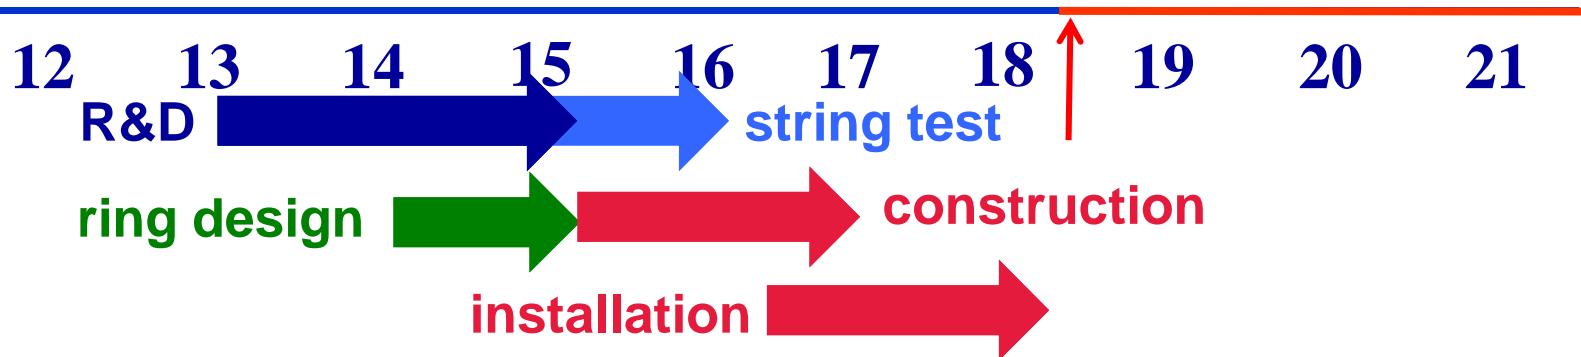 12 13 14 15 16 17 18 19 20 21
R&D string test
ring design construction
installation